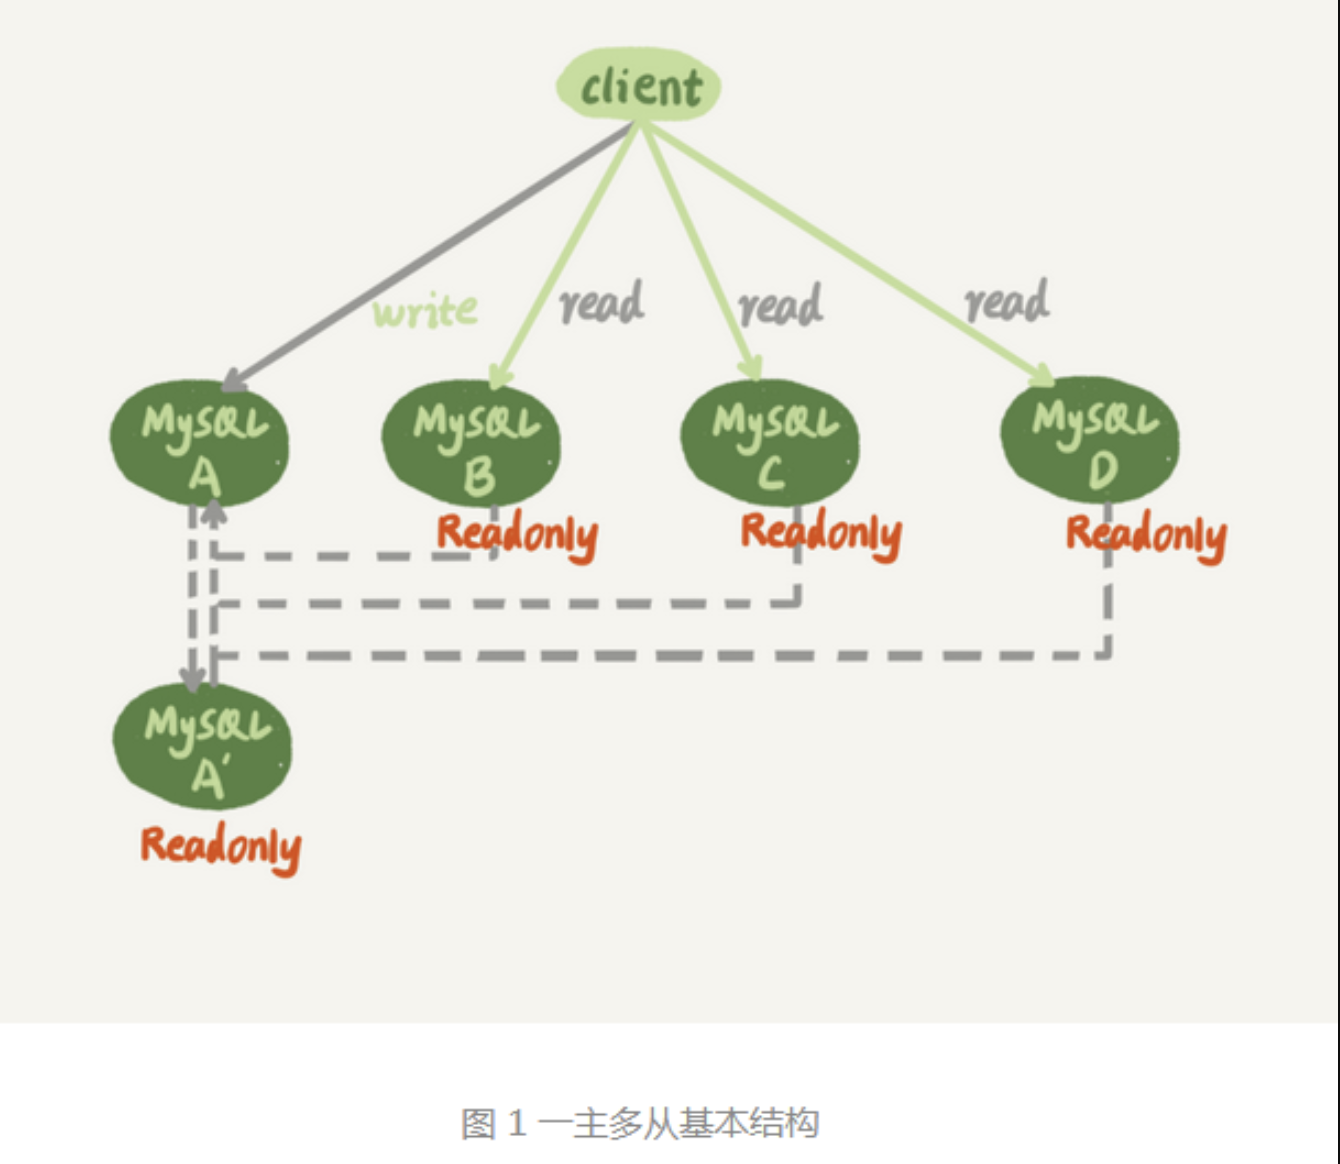 client
write
read
read
read
MySQL
A
MySQL
B
MySQL
C
MySQL
D
Readonly
Readonly
Readonly
MySQL
A'
Readonly
图 1 一主多从基本结构